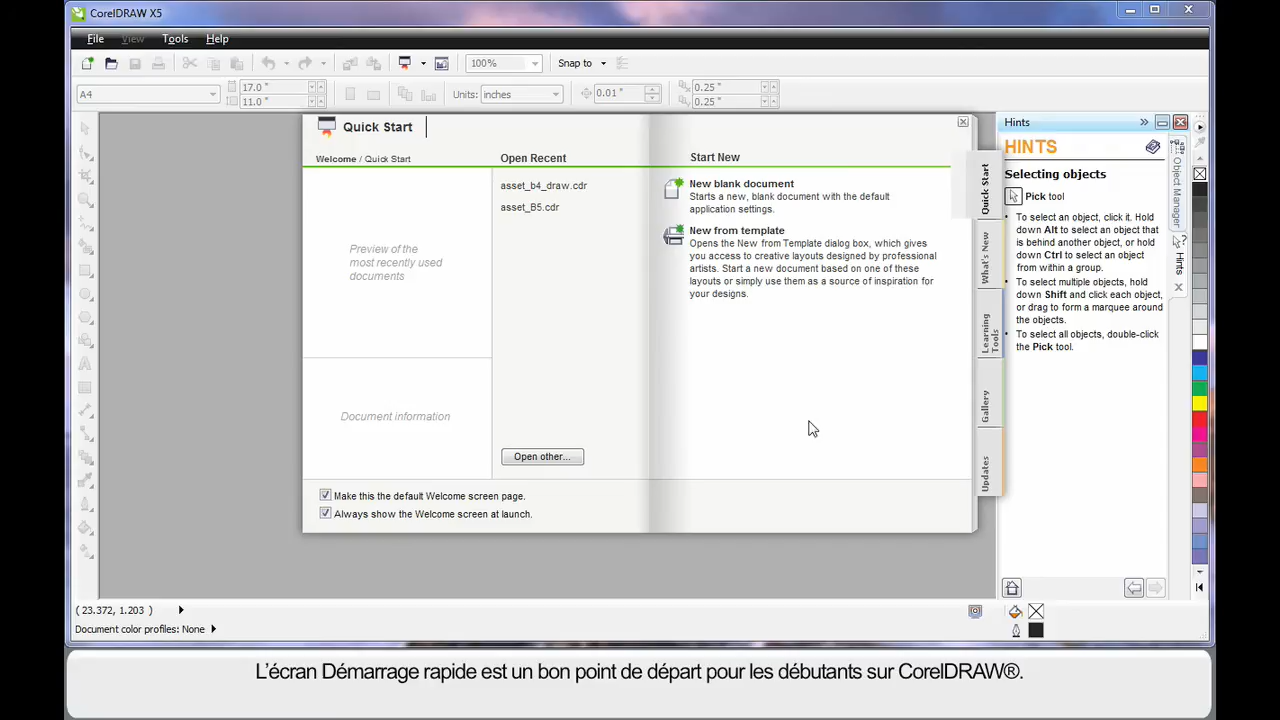 CorelDRAW X5
File View Tools Help
100% Snap to
A4 17.0 " 11.0 " Units: inches 0.01 " 0.25 " 0.25 "
Quick Start
Welcome / Quick Start
Open Recent
asset_b4_draw.cdr
asset_B5.cdr
Preview of the
most recently used
documents
Document information
Open other...
Make this the default Welcome screen page.
Always show the Welcome screen at launch.
Start New
New blank document
Starts a new, blank document with the default
application settings.
New from template
Opens the New from Template dialog box, which gives
you access to creative layouts designed by professional
artists. Start a new document based on one of these
layouts or simply use them as a source of inspiration for
your designs.
Quick Start
What's New
Learning
Tools
Gallery
Updates
Hints
HINTS
Selecting objects
Pick tool
• To select an object, click it. Hold
down Alt to select an object that
is behind another object, or hold
down Ctrl to select an object
from within a group.
• To select multiple objects, hold
down Shift and click each object,
or drag to form a marquee around
the objects.
• To select all objects, double-click
the Pick tool.
Object Manager
Hints
( 23.372, 1.203 )
Document color profiles: None
L’écran Démarrage rapide est un bon point de départ pour les débutants sur CorelDRAW®.